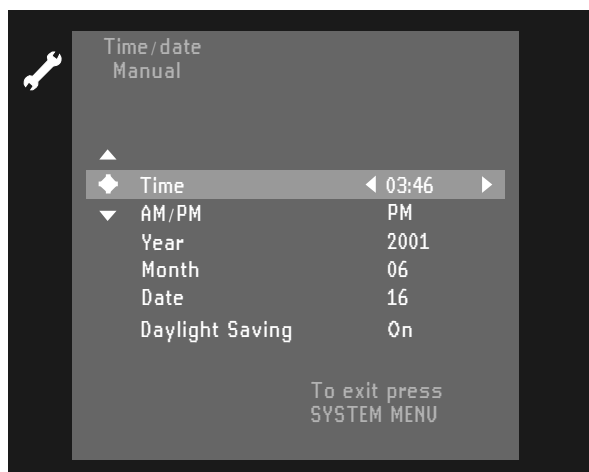 Time/date
Manual
Time 03:46
AM/PM PM
Year 2001
Month 06
Date 16
Daylight Saving On
To exit press
SYSTEM MENU